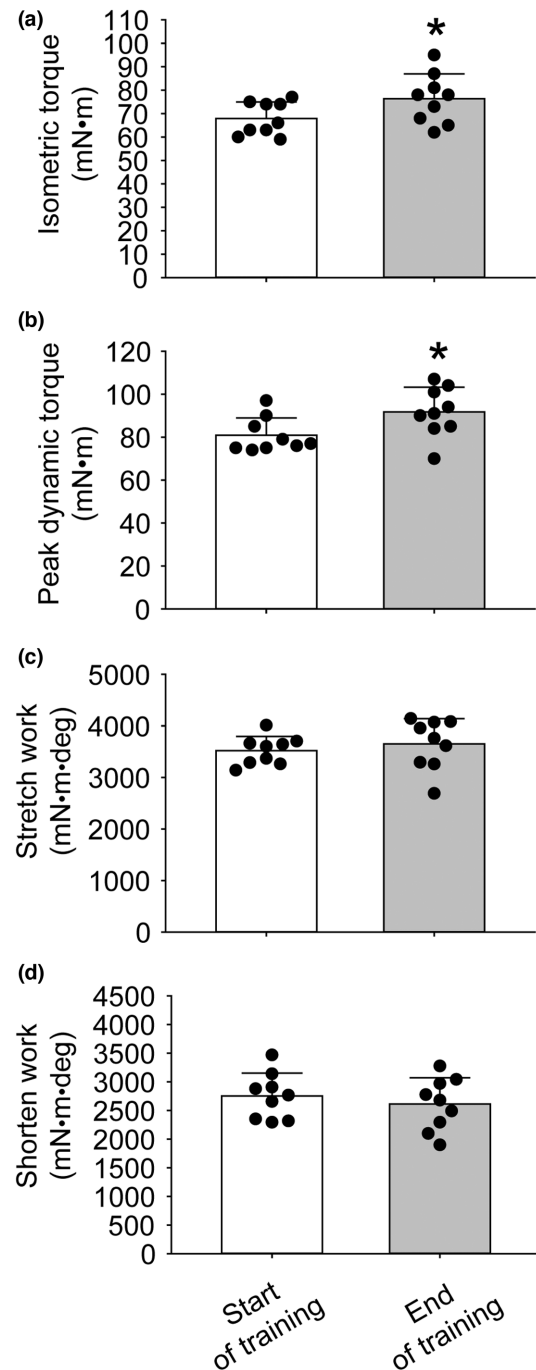 (a)
Isometric torque
(mN•m)
110
100
90
80
70
60
50
40
30
20
10
0
*
(b)
Peak dynamic torque
(mN•m)
120
100
80
60
40
20
0
*
(c)
Stretch work
(mN•m•deg)
5000
4000
3000
2000
1000
0
(d)
Shorten work
(mN•m•deg)
4500
4000
3500
3000
2500
2000
1500
1000
500
0
Start
of training
End
of training